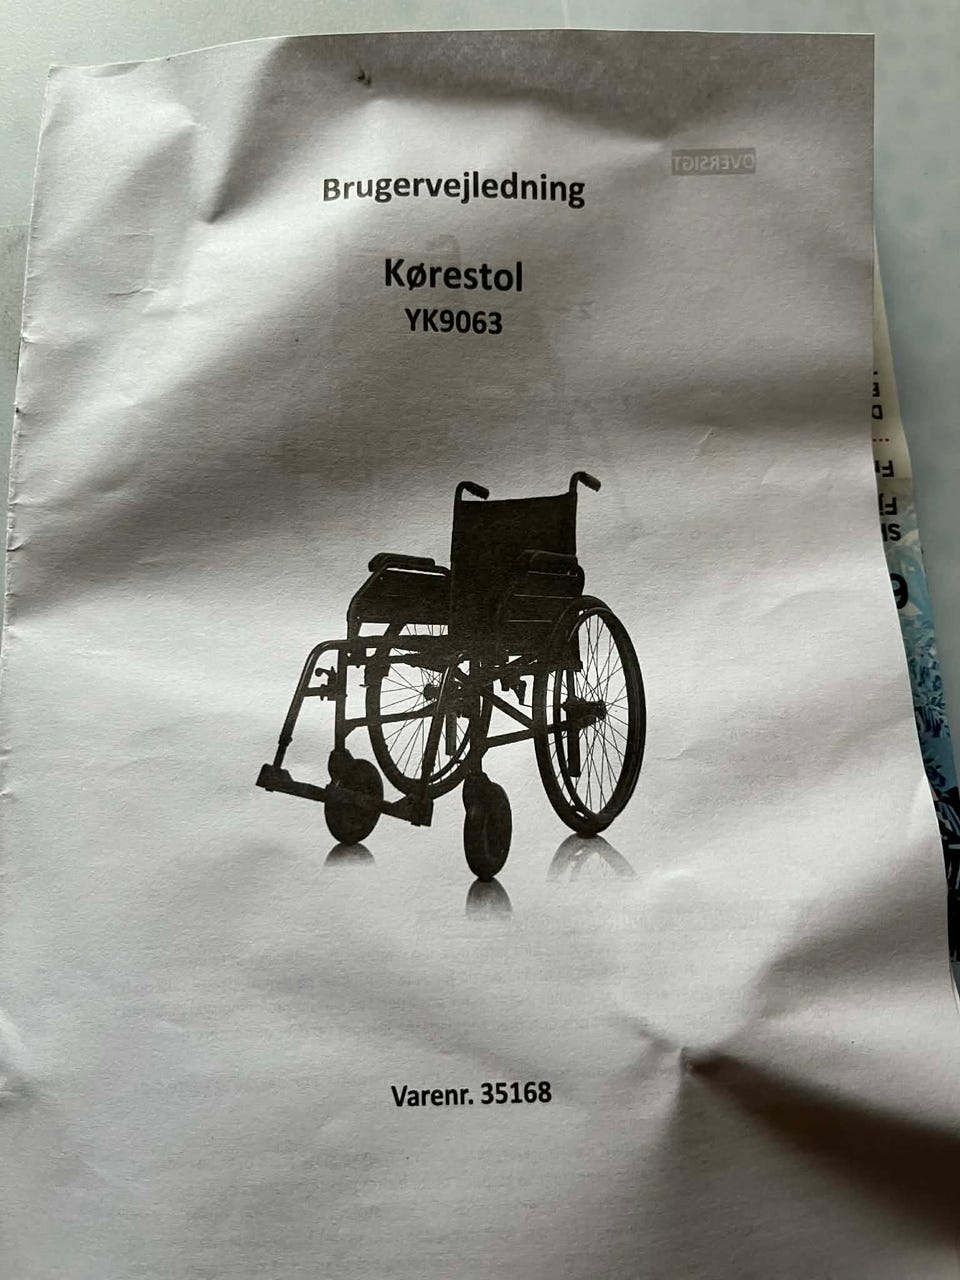 OVERSIGT
Brugervejledning
Kørestol
YK9063
Varenr. 35168